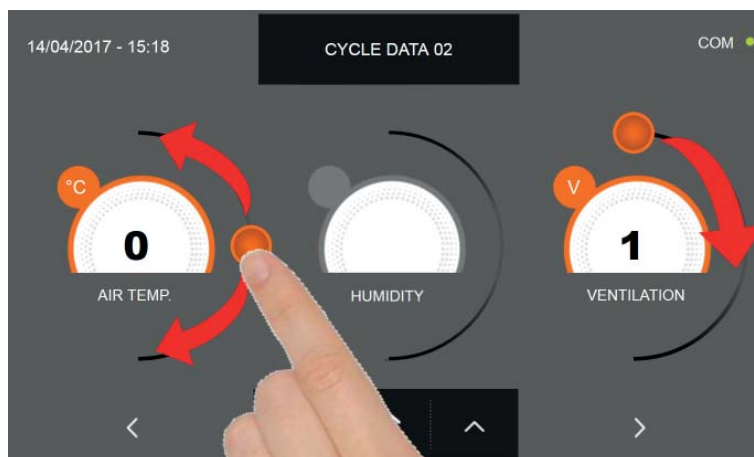 14/04/2017 - 15:18
CYCLE DATA 02
COM
°C
V
0
1
AIR TEMP.
HUMIDITY
VENTILATION